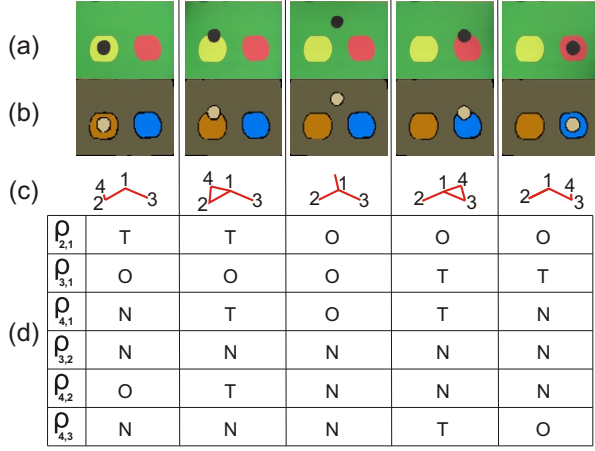 (a)
(b)
(c) 4 1 2 3 4 1 2 3 1 2 3 1 4 2 3 1 4 2 3
(d)
ρ2,1 T T O O O
ρ3,1 O O O T T
ρ4,1 N T O T N
ρ3,2 N N N N N
ρ4,2 O T N N N
ρ4,3 N N N T O